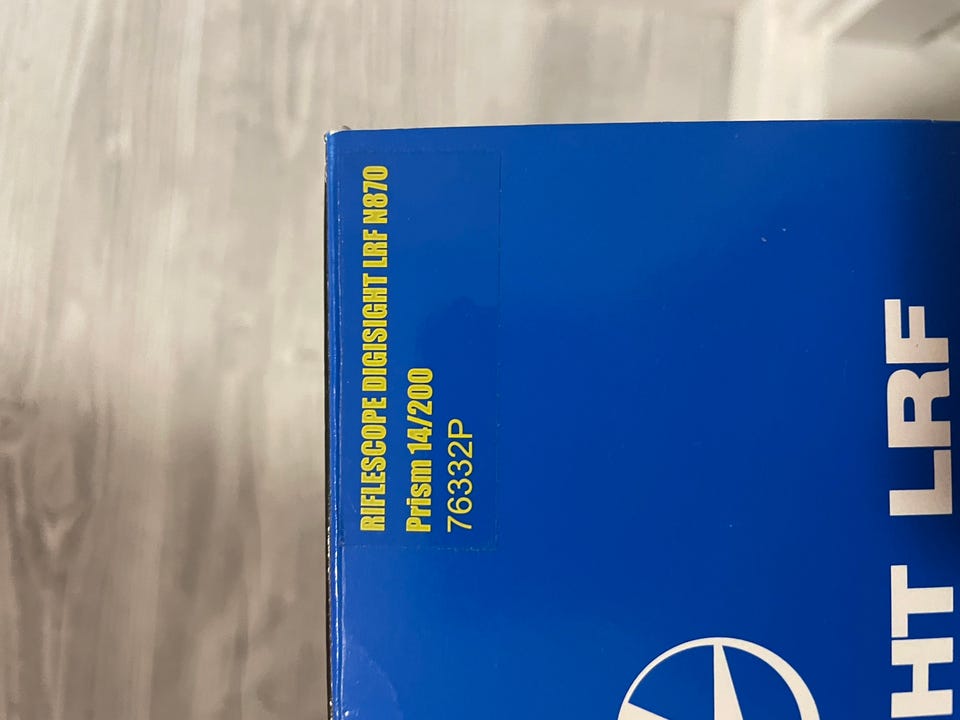 RIFLESCOPE DIGISIGHT LRF N870
Prism 14/200
76332P
HT LRF